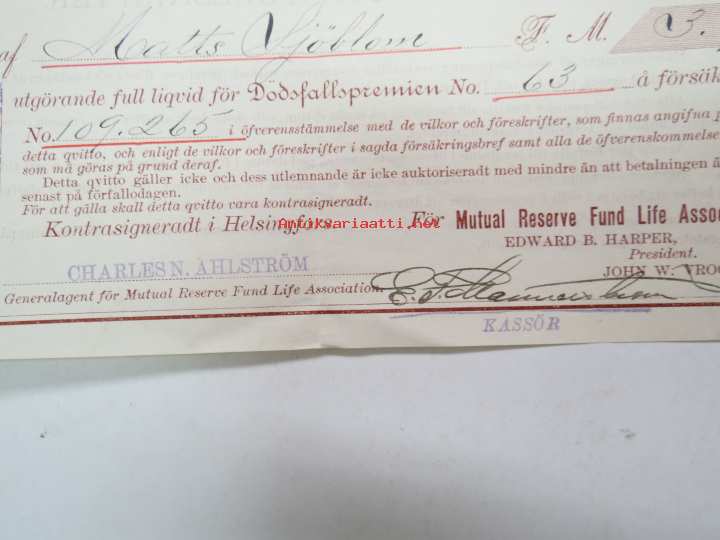 af Matts Sjöblom F. M. 3.
utgörande full liqvid för Dödsfallspremien No. 63 å försäk
No. 109.265 i öfverensstämmelse med de vilkor och föreskrifter, som finnas angifna p
detta qvitto, och enligt de vilkor och föreskrifter i sagda försäkringsbref samt alla de öfverenskommelse
som må göras på grund deraf.
Detta qvitto gäller icke och dess utlemnande är icke auktoriseradt med mindre än att betalningen ä
senast på förfallodagen.
För att gälla skall detta qvitto vara kontrasigneradt.
Kontrasigneradt i Helsingfors. För Mutual Reserve Fund Life Asso
Antiikvariaatti.net
EDWARD B. HARPER,
President.
CHARLES N. AHLSTRÖM
JOHN W. VROO
Generalagent för Mutual Reserve Fund Life Association.
KASSÖR